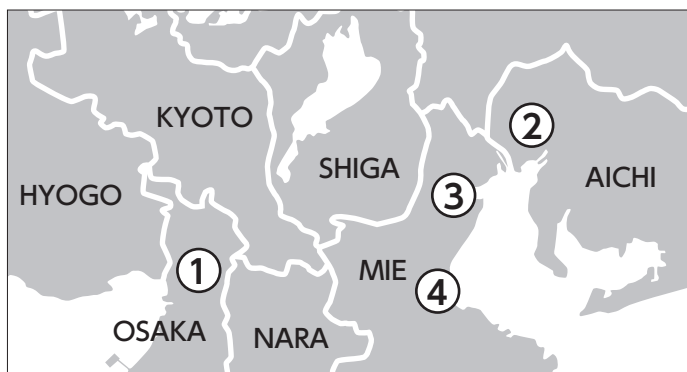 KYOTO
②
SHIGA
AICHI
HYOGO
③
①
MIE
④
OSAKA
NARA